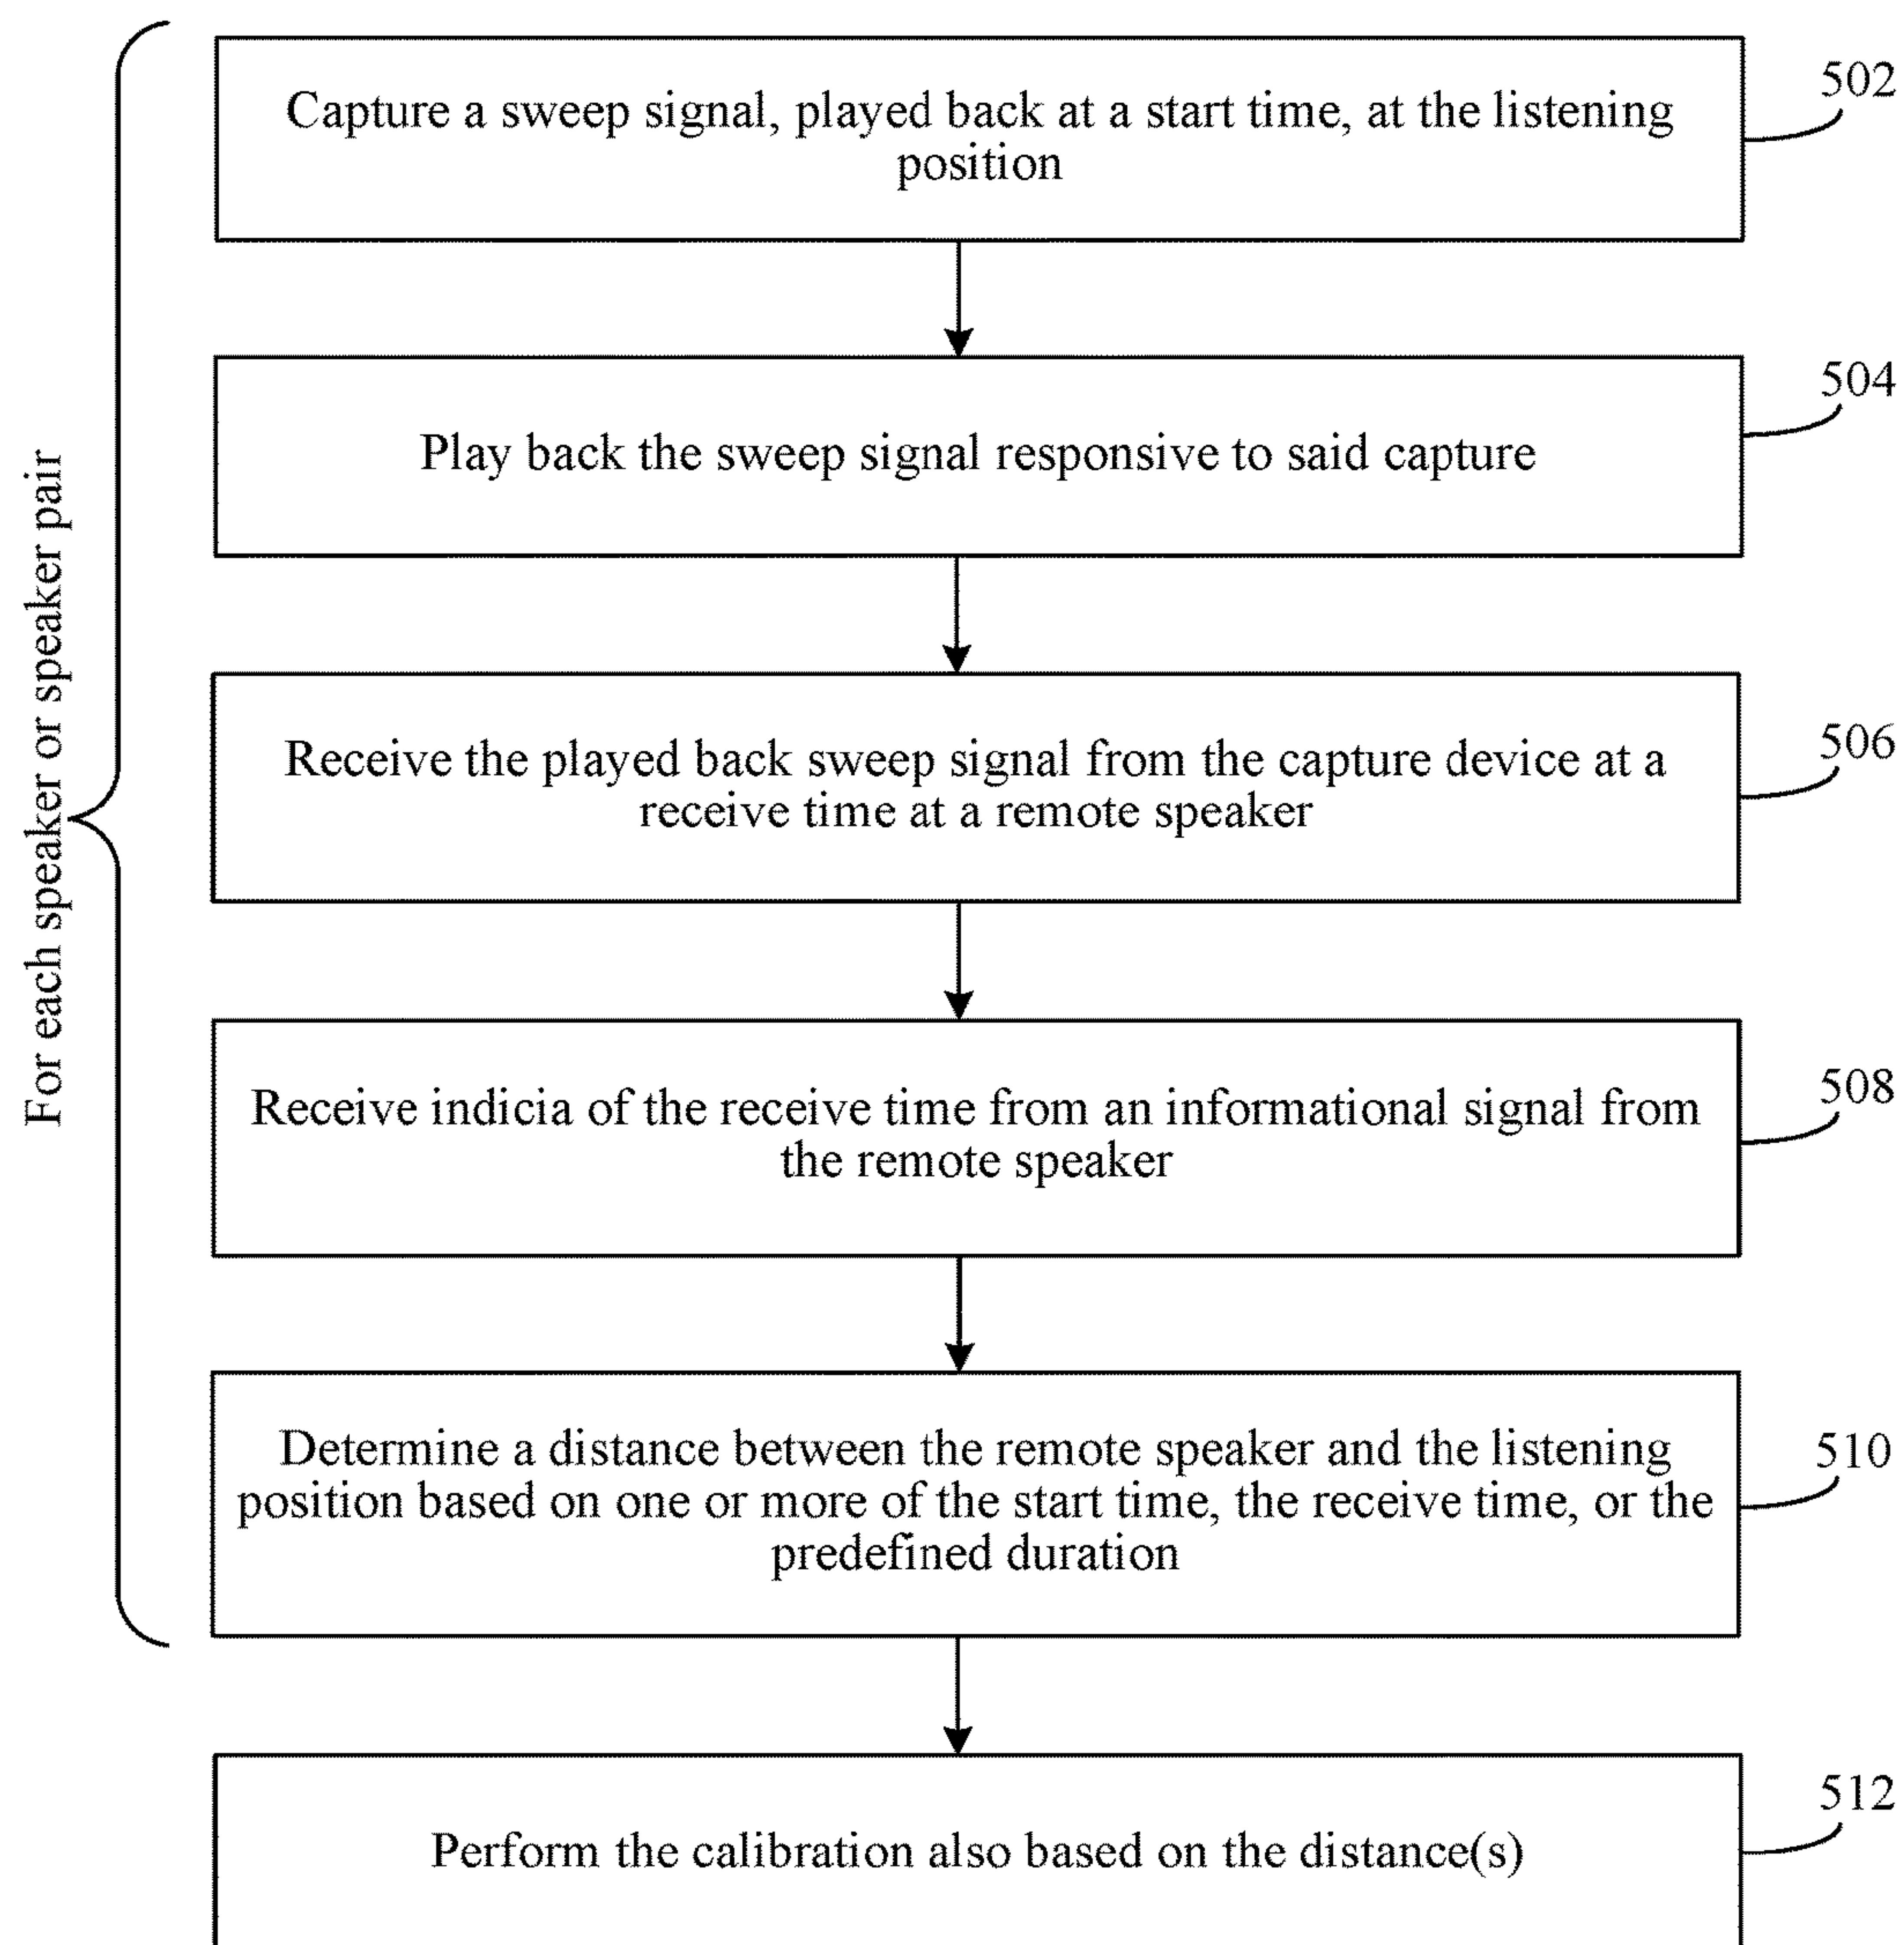 For each speaker or speaker pair
Capture a sweep signal, played back at a start time, at the listening
position
502
Play back the sweep signal responsive to said capture
504
Receive the played back sweep signal from the capture device at a
receive time at a remote speaker
506
Receive indicia of the receive time from an informational signal from
the remote speaker
508
Determine a distance between the remote speaker and the listening
position based on one or more of the start time, the receive time, or the
predefined duration
510
Perform the calibration also based on the distance(s)
512